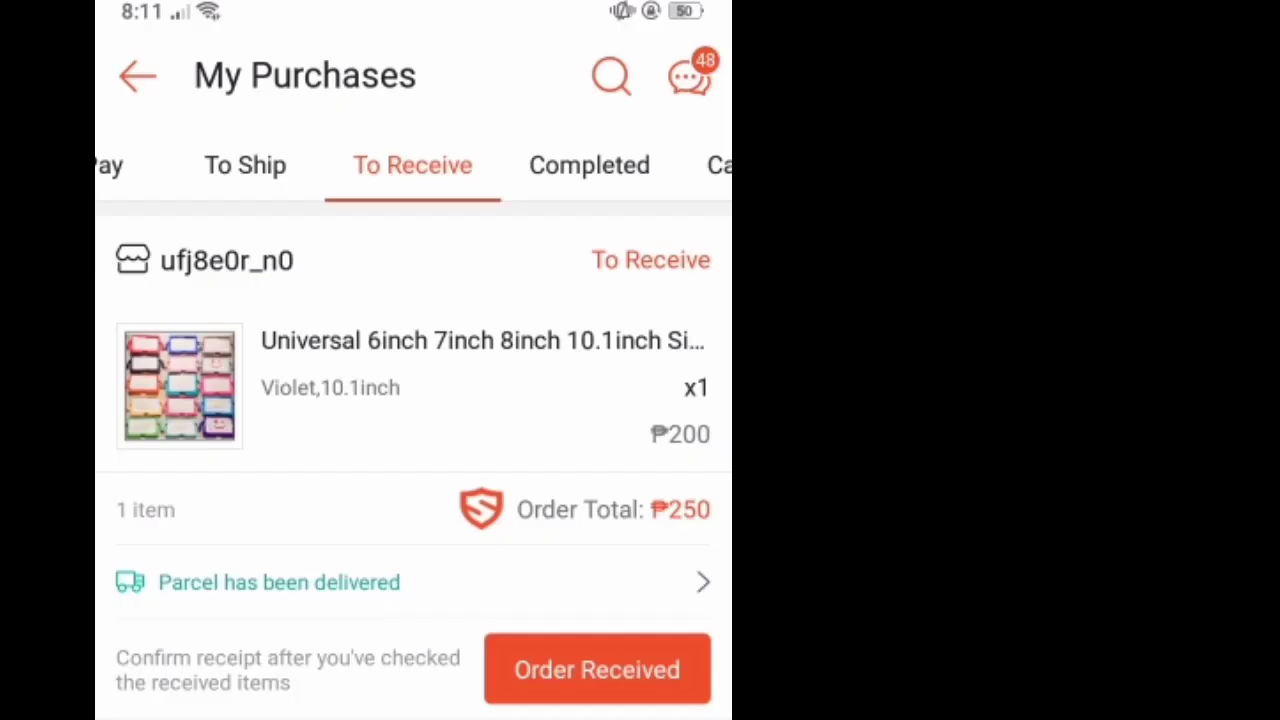 8:11
50
My Purchases
48
Pay
To Ship
To Receive
Completed
Ca
ufj8e0r_n0
To Receive
Universal 6inch 7inch 8inch 10.1inch Si...
Violet,10.1inch
x1
₱200
1 item
Order Total: ₱250
Parcel has been delivered
Confirm receipt after you've checked
the received items
Order Received